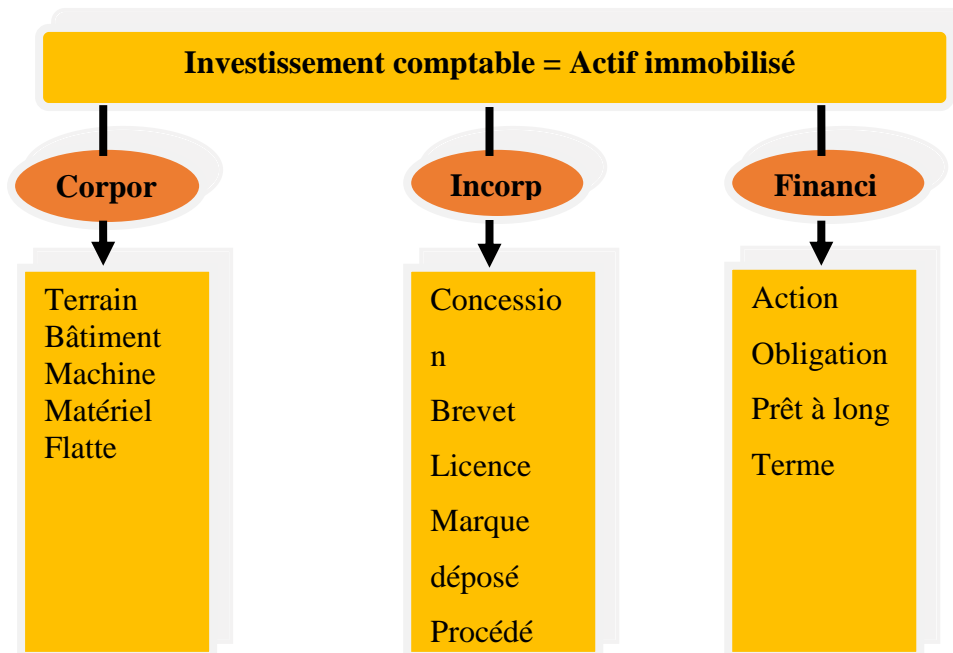 Investissement comptable = Actif immobilisé
Corpor
Incorp
Financi
Terrain
Bâtiment
Machine
Matériel
Flatte
Concessio
n
Brevet
Licence
Marque
déposé
Procédé
Action
Obligation
Prêt à long
Terme